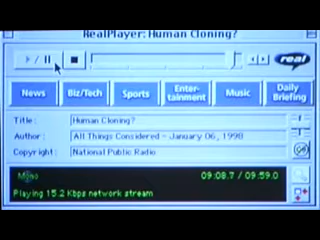 RealPlayer: Human Cloning?
real
News
Biz/Tech
Sports
Enter-
tainment
Music
Daily
Briefing
Title:
Human Cloning?
Author:
All Things Considered - January 06, 1998
Copyright:
National Public Radio
Mono
09:08.7 / 09:59.0
Playing 15.2 Kbps network stream